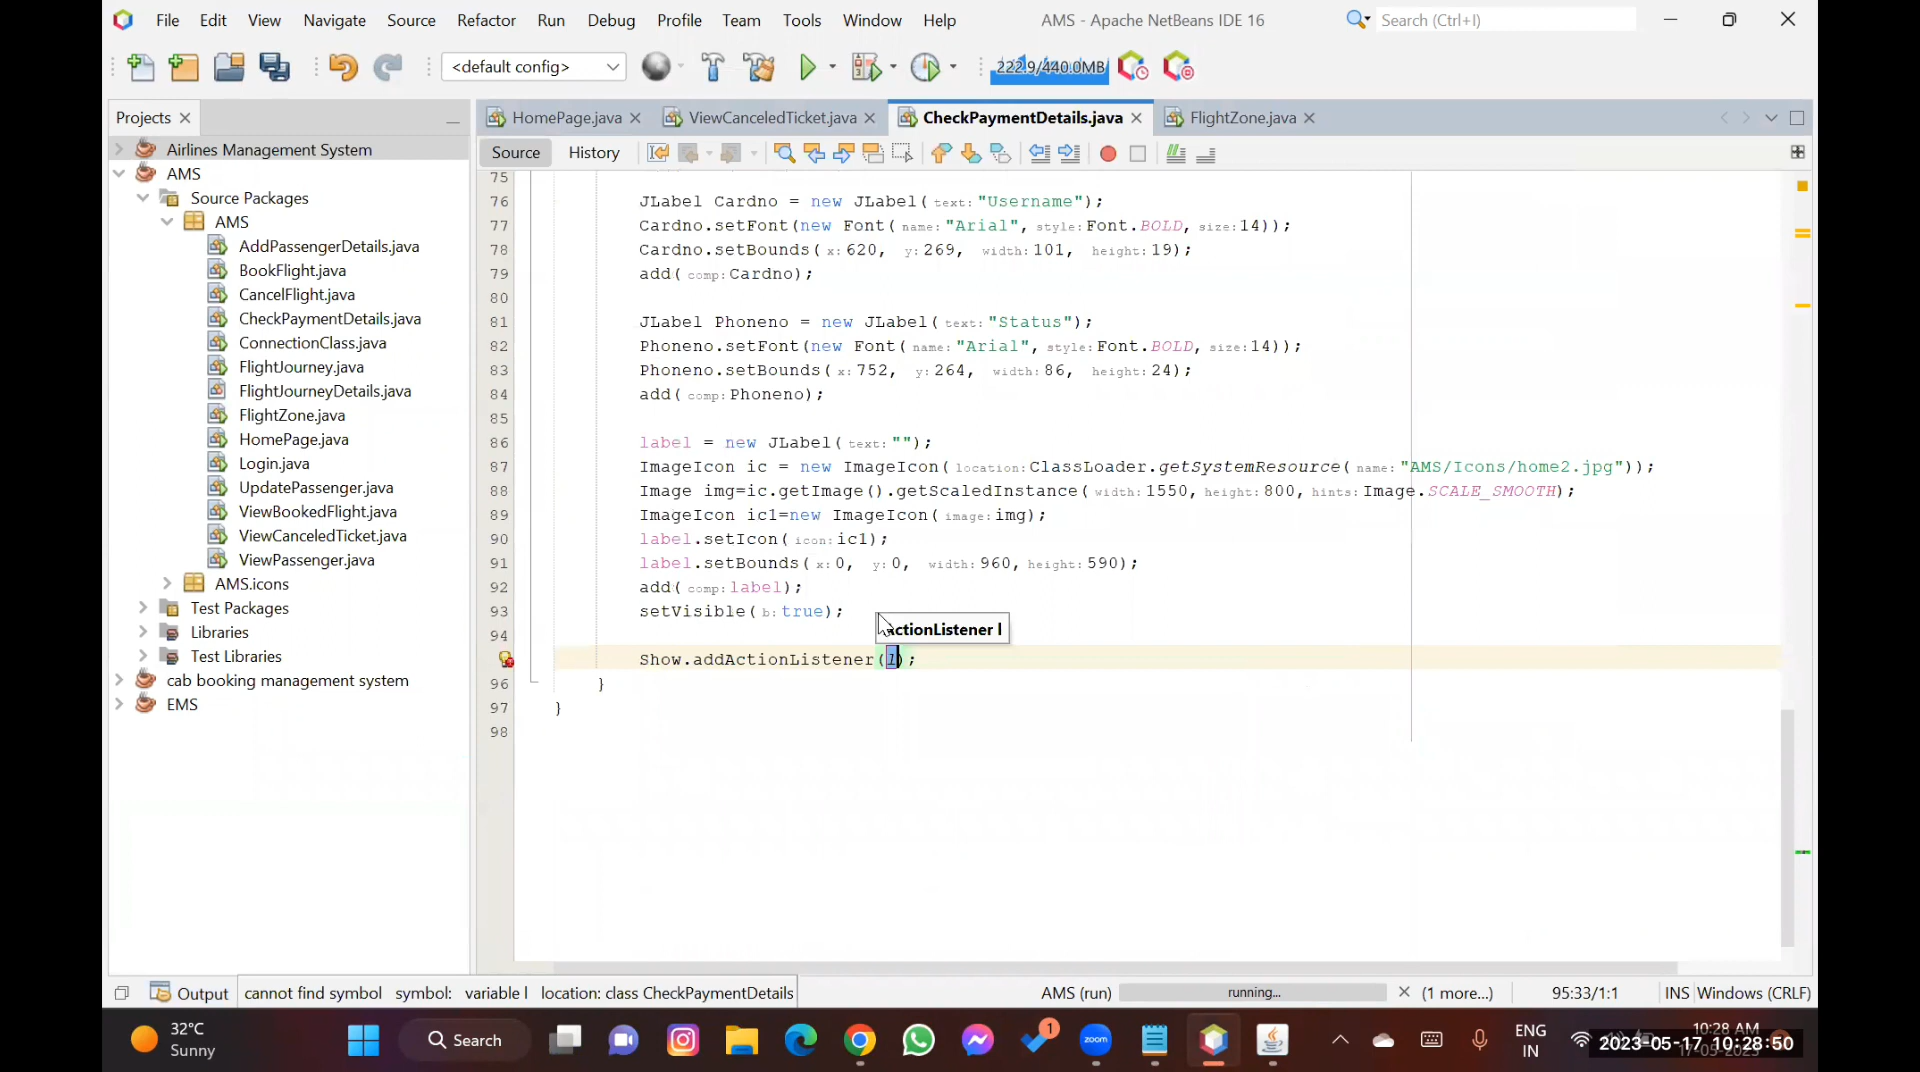 File Edit View Navigate Source Refactor Run Debug Profile Team Tools Window Help AMS - Apache NetBeans IDE 16 Search (Ctrl+I)
<default config> 222.9/440.0MB
Projects HomePage.java ViewCanceledTicket.java CheckPaymentDetails.java FlightZone.java
Source History
Airlines Management System
AMS
Source Packages
AMS
AddPassengerDetails.java
BookFlight.java
CancelFlight.java
CheckPaymentDetails.java
ConnectionClass.java
FlightJourney.java
FlightJourneyDetails.java
FlightZone.java
HomePage.java
Login.java
UpdatePassenger.java
ViewBookedFlight.java
ViewCanceledTicket.java
ViewPassenger.java
AMS.icons
Test Packages
Libraries
Test Libraries
cab booking management system
EMS
75
76 JLabel Cardno = new JLabel( text: "Username");
77 Cardno.setFont(new Font( name: "Arial", style: Font.BOLD, size: 14));
78 Cardno.setBounds( x: 620, y: 269, width: 101, height: 19);
79 add( comp: Cardno);
80
81 JLabel Phoneno = new JLabel( text: "Status");
82 Phoneno.setFont(new Font( name: "Arial", style: Font.BOLD, size: 14));
83 Phoneno.setBounds( x: 752, y: 264, width: 86, height: 24);
84 add( comp: Phoneno);
85
86 label = new JLabel( text: "");
87 ImageIcon ic = new ImageIcon( location: ClassLoader.getSystemResource( name: "AMS/Icons/home2.jpg"));
88 Image img=ic.getImage().getScaledInstance( width: 1550, height: 800, hints: Image.SCALE_SMOOTH);
89 ImageIcon ic1=new ImageIcon( image: img);
90 label.setIcon( icon: ic1);
91 label.setBounds( x: 0, y: 0, width: 960, height: 590);
92 add( comp: label);
93 setVisible( b: true);
ActionListener l
94
Show.addActionListener(l);
96 }
97 }
98
Output cannot find symbol symbol: variable l location: class CheckPaymentDetails AMS (run) running... (1 more...) 95:33/1:1 INS Windows (CRLF)
32°C
Sunny
Search
1
zoom
ENG
IN
10:28 AM
2023-05-17 10:28:50